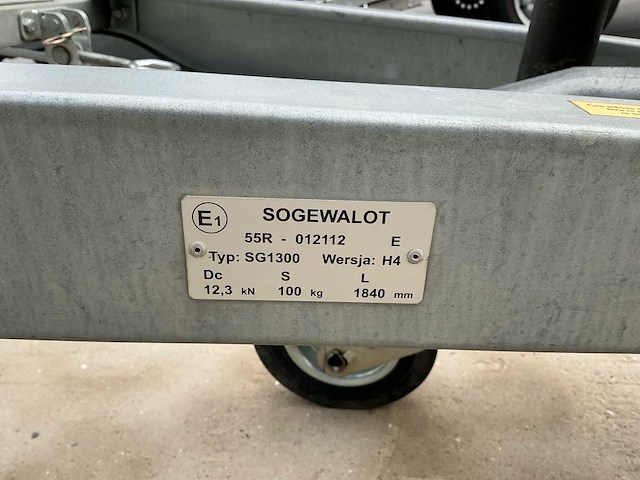 E1 SOGEWALOT
55R - 012112 E
Typ: SG1300 Wersja: H4
Dc S L
12,3 kN 100 kg 1840 mm